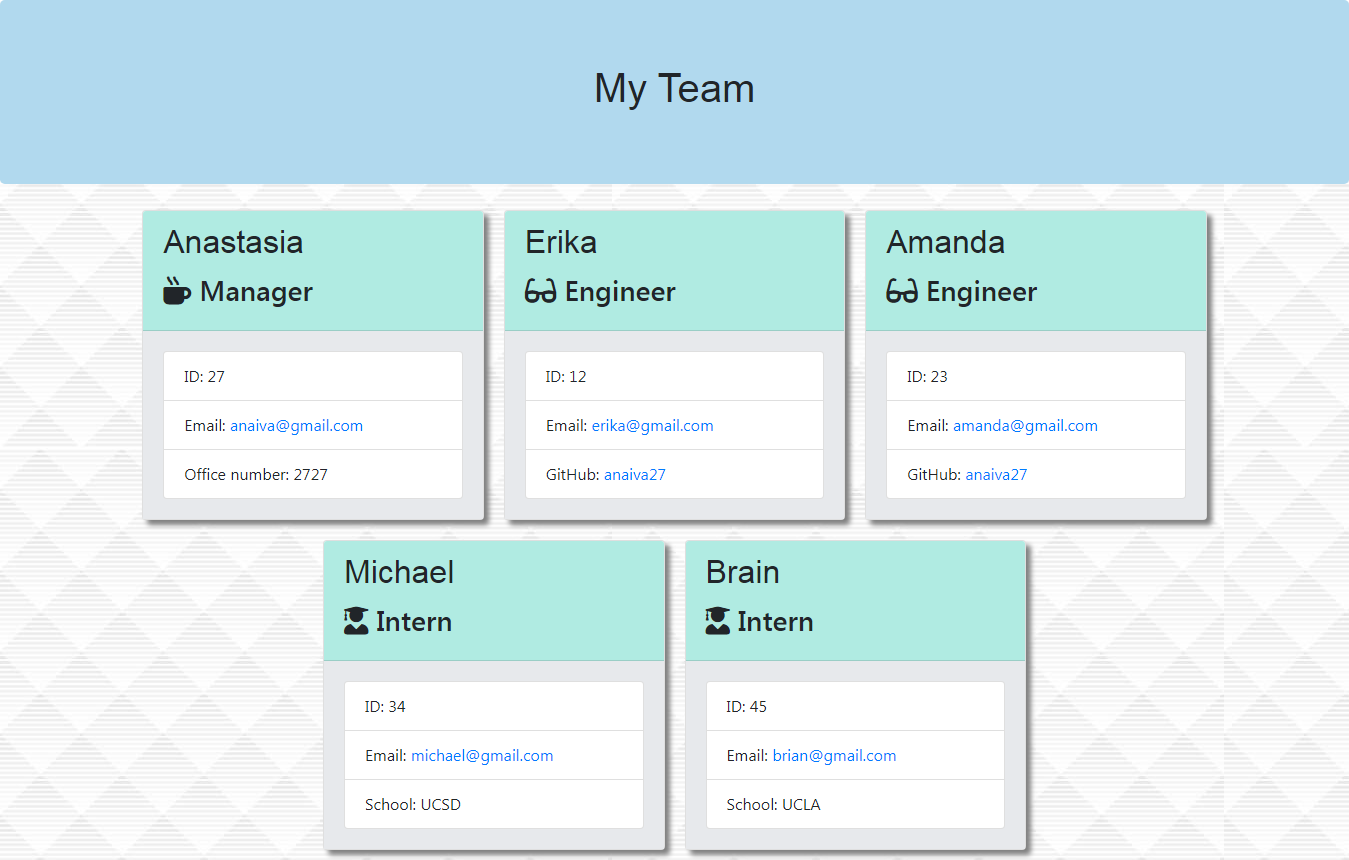 My Team
Anastasia
Manager
ID: 27
Email: anaiva@gmail.com
Office number: 2727
Erika
Engineer
ID: 12
Email: erika@gmail.com
GitHub: anaiva27
Amanda
Engineer
ID: 23
Email: amanda@gmail.com
GitHub: anaiva27
Michael
Intern
ID: 34
Email: michael@gmail.com
School: UCSD
Brain
Intern
ID: 45
Email: brian@gmail.com
School: UCLA